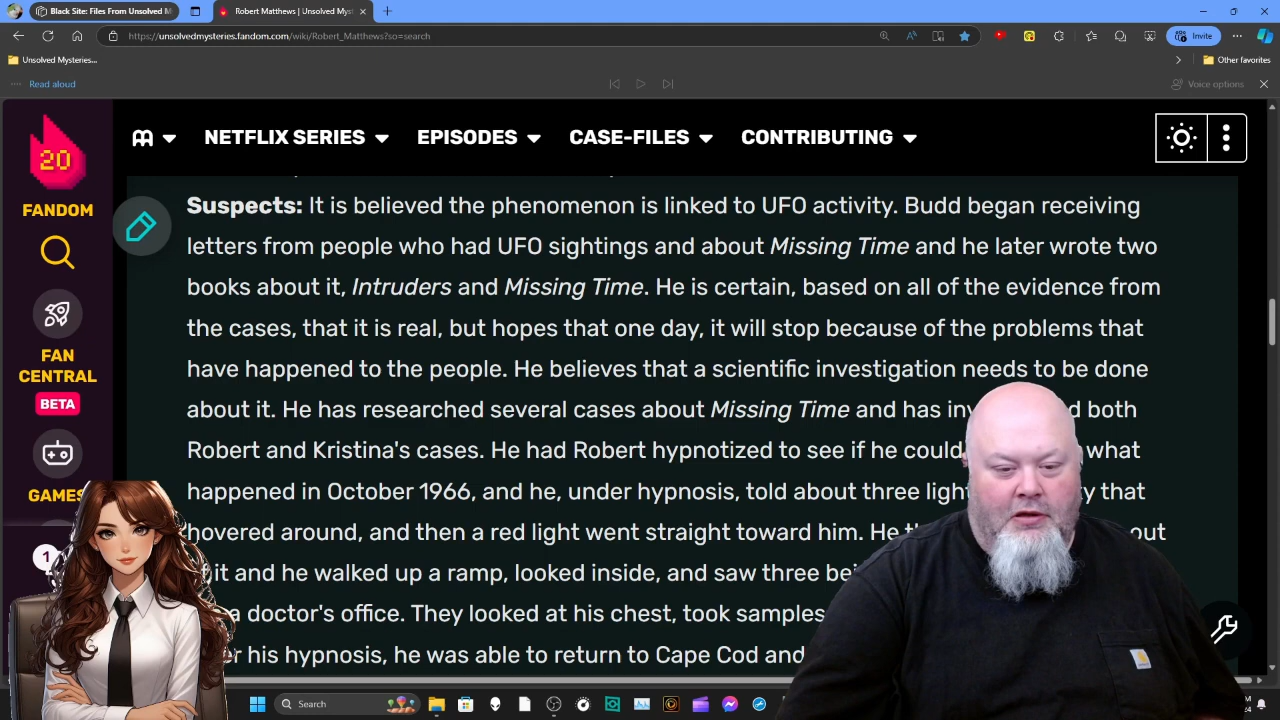 Black Site: Files From Unsolved M
Robert Matthews | Unsolved Mys
https://unsolvedmysteries.fandom.com/wiki/Robert_Matthews?so=search
Invite
Unsolved Mysteries...
Other favorites
Read aloud
Voice options
20
FANDOM
FAN
CENTRAL
BETA
GAMES
1
NETFLIX SERIES
EPISODES
CASE-FILES
CONTRIBUTING
Suspects: It is believed the phenomenon is linked to UFO activity. Budd began receiving
letters from people who had UFO sightings and about Missing Time and he later wrote two
books about it, Intruders and Missing Time. He is certain, based on all of the evidence from
the cases, that it is real, but hopes that one day, it will stop because of the problems that
have happened to the people. He believes that a scientific investigation needs to be done
about it. He has researched several cases about Missing Time and has both
Robert and Kristina's cases. He had Robert hypnotized to see if he could what
happened in October 1966, and he, under hypnosis, told about three that
hovered around, and then a red light went straight toward him. He out
it and he walked up a ramp, looked inside, and saw three
a doctor's office. They looked at his chest, took samples
his hypnosis, he was able to return to Cape Cod and
Search